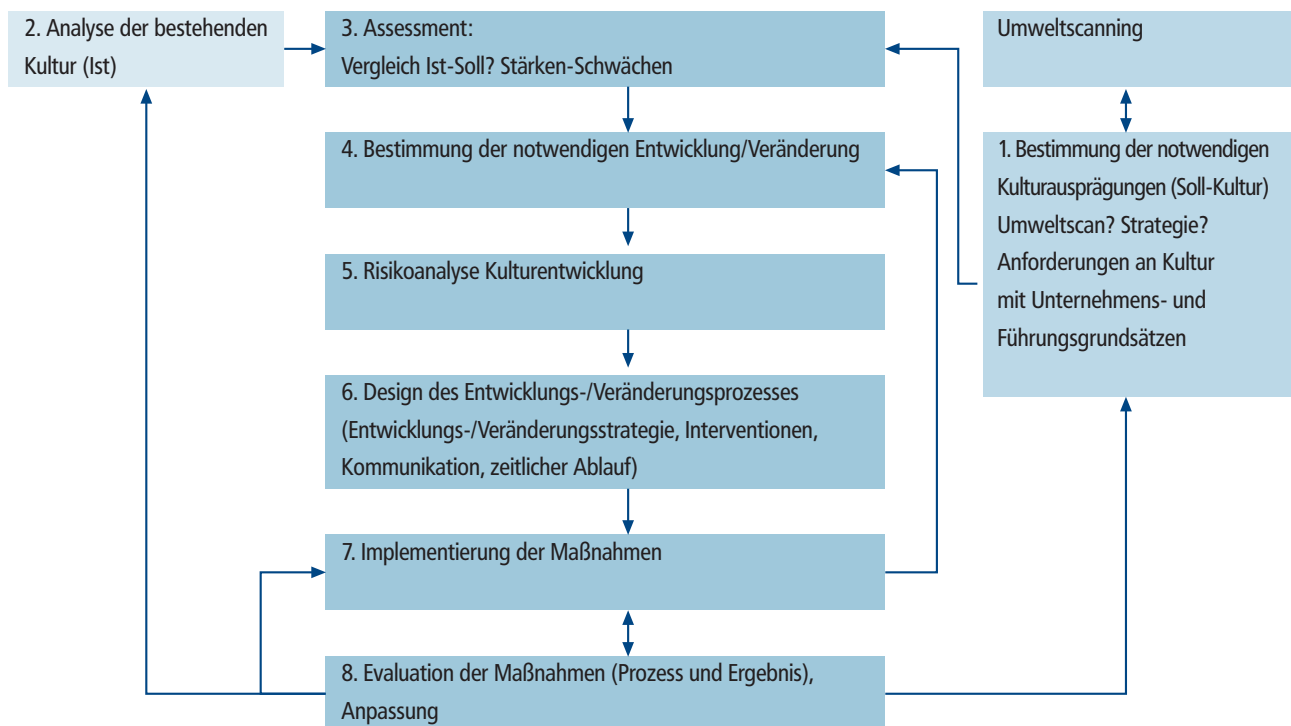 2. Analyse der bestehenden
Kultur (Ist)
3. Assessment:
Vergleich Ist-Soll? Stärken-Schwächen
Umweltscanning
4. Bestimmung der notwendigen Entwicklung/Veränderung
1. Bestimmung der notwendigen
Kulturausprägungen (Soll-Kultur)
Umweltscan? Strategie?
Anforderungen an Kultur
mit Unternehmens- und
Führungsgrundsätzen
5. Risikoanalyse Kulturentwicklung
6. Design des Entwicklungs-/Veränderungsprozesses
(Entwicklungs-/Veränderungsstrategie, Interventionen,
Kommunikation, zeitlicher Ablauf)
7. Implementierung der Maßnahmen
8. Evaluation der Maßnahmen (Prozess und Ergebnis),
Anpassung